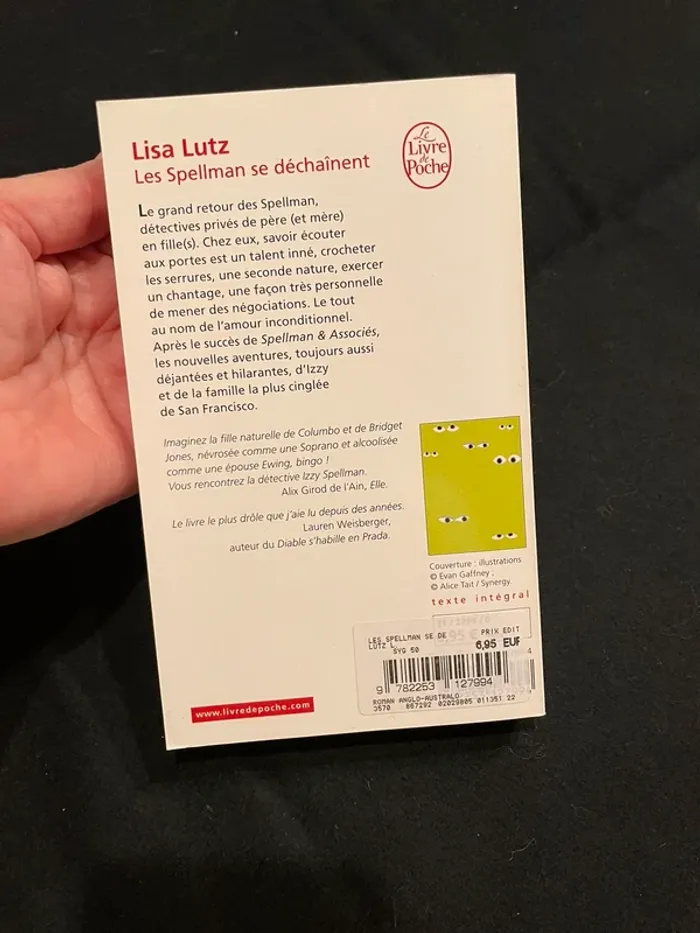 Lisa Lutz
Les Spellman se déchaînent
Le
Livre
de
Poche
Le grand retour des Spellman,
détectives privés de père (et mère)
en fille(s). Chez eux, savoir écouter
aux portes est un talent inné, crocheter
les serrures, une seconde nature, exercer
un chantage, une façon très personnelle
de mener des négociations. Le tout
au nom de l’amour inconditionnel.
Après le succès de Spellman & Associés,
les nouvelles aventures, toujours aussi
déjantées et hilarantes, d’Izzy
et de la famille la plus cinglée
de San Francisco.
Imaginez la fille naturelle de Columbo et de Bridget
Jones, névrosée comme une Soprano et alcoolisée
comme une épouse Ewing, bingo !
Vous rencontrez la détective Izzy Spellman.
Alix Girod de l’Ain, Elle.
Le livre le plus drôle que j’aie lu depuis des années.
Lauren Weisberger,
auteur du Diable s’habille en Prada.
Couverture : illustrations
© Evan Gaffney ;
© Alice Tait / Synergy.
texte intégral
LES SPELLMAN SE DE
LUTZ L.
SYG 50
PRIX EDIT
6,95 EUR
9 782253 127994
ROMAN ANGLO-AUSTRALO
3570 867292 02029805 011351 22
www.livredepoche.com